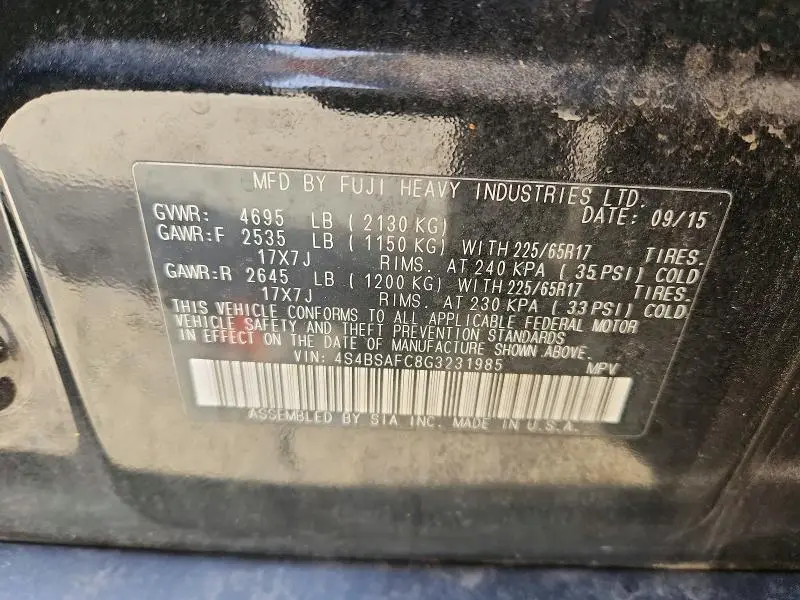 MFD BY FUJI HEAVY INDUSTRIES LTD.
DATE: 09/15
GVWR: 4695 LB ( 2130 KG)
GAWR:F 2535 LB ( 1150 KG) WITH 225/65R17 TIRES.
17X7J RIMS. AT 240 KPA ( 35 PSI) COLD
GAWR:R 2645 LB ( 1200 KG) WITH 225/65R17 TIRES.
17X7J RIMS. AT 230 KPA ( 33 PSI) COLD
THIS VEHICLE CONFORMS TO ALL APPLICABLE FEDERAL MOTOR
VEHICLE SAFETY AND THEFT PREVENTION STANDARDS
IN EFFECT ON THE DATE OF MANUFACTURE SHOWN ABOVE.
VIN: 4S4BSAFC8G3231985 MPV
ASSEMBLED BY SIA INC. MADE IN U.S.A.